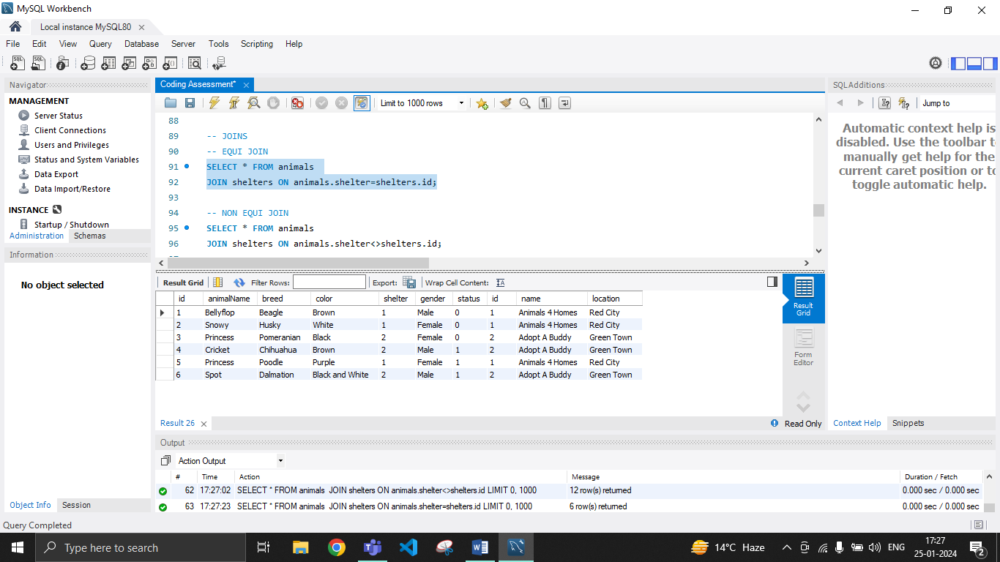 MySQL Workbench
Local instance MySQL80
File Edit View Query Database Server Tools Scripting Help
Navigator
MANAGEMENT
Server Status
Client Connections
Users and Privileges
Status and System Variables
Data Export
Data Import/Restore
INSTANCE
Startup / Shutdown
Administration Schemas
Information
No object selected
Object Info Session
Query Completed
Coding Assessment*
Limit to 1000 rows
88
89 -- JOINS
90 -- EQUI JOIN
91 SELECT * FROM animals
92 JOIN shelters ON animals.shelter=shelters.id;
93
94 -- NON EQUI JOIN
95 SELECT * FROM animals
96 JOIN shelters ON animals.shelter<>shelters.id;
Result Grid Filter Rows: Export: Wrap Cell Content:
id animalName breed color shelter gender status id name location
1 Bellyflop Beagle Brown 1 Male 0 1 Animals 4 Homes Red City
2 Snowy Husky White 1 Female 0 1 Animals 4 Homes Red City
3 Princess Pomeranian Black 2 Female 0 2 Adopt A Buddy Green Town
4 Cricket Chihuahua Brown 2 Male 1 2 Adopt A Buddy Green Town
5 Princess Poodle Purple 1 Female 1 1 Animals 4 Homes Red City
6 Spot Dalmation Black and White 2 Male 1 2 Adopt A Buddy Green Town
Result
Grid
Form
Editor
Result 26
Read Only
SQLAdditions
Jump to
Automatic context help is
disabled. Use the toolbar t
manually get help for the
current caret position or to
toggle automatic help.
Context Help Snippets
Output
Action Output
# Time Action Message Duration / Fetch
62 17:27:02 SELECT * FROM animals JOIN shelters ON animals.shelter<>shelters.id LIMIT 0, 1000 12 row(s) returned 0.000 sec / 0.000 sec
63 17:27:23 SELECT * FROM animals JOIN shelters ON animals.shelter=shelters.id LIMIT 0, 1000 6 row(s) returned 0.000 sec / 0.000 sec
Type here to search
14°C Haze
ENG
17:27
25-01-2024
2